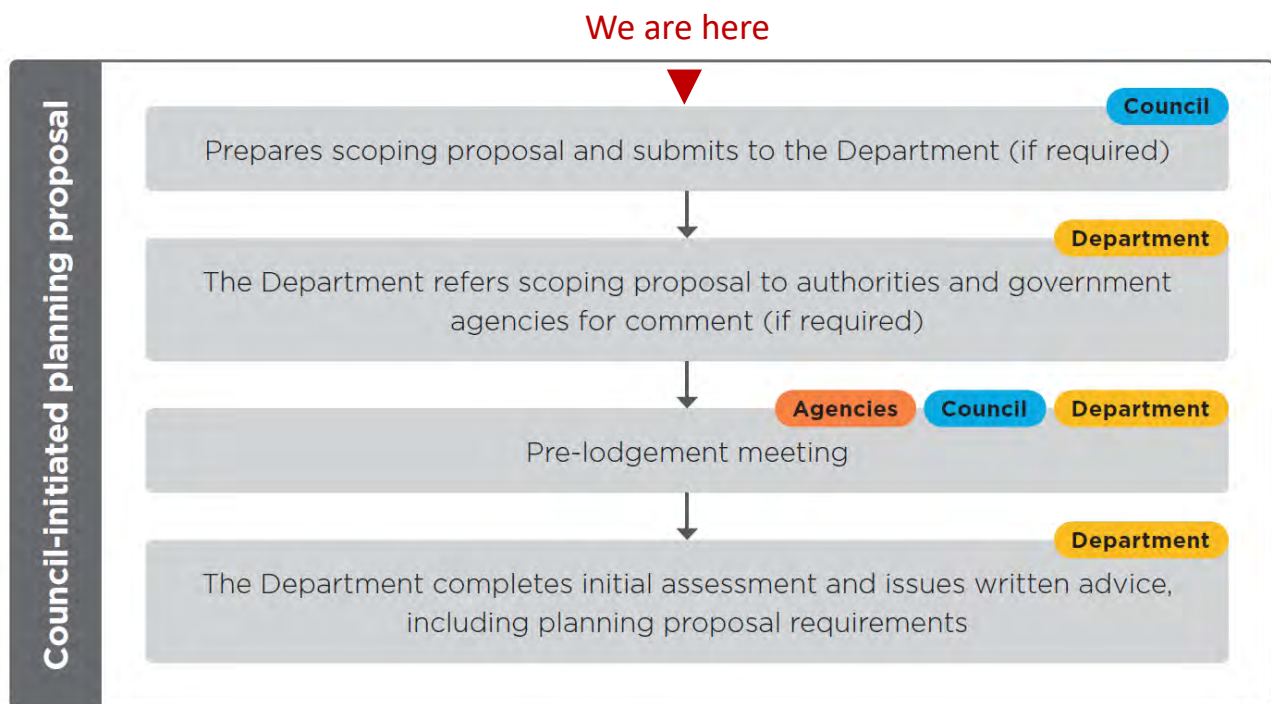 We are here
Council-initiated planning proposal
Council
Prepares scoping proposal and submits to the Department (if required)
Department
The Department refers scoping proposal to authorities and government
agencies for comment (if required)
Agencies Council Department
Pre-lodgement meeting
Department
The Department completes initial assessment and issues written advice,
including planning proposal requirements